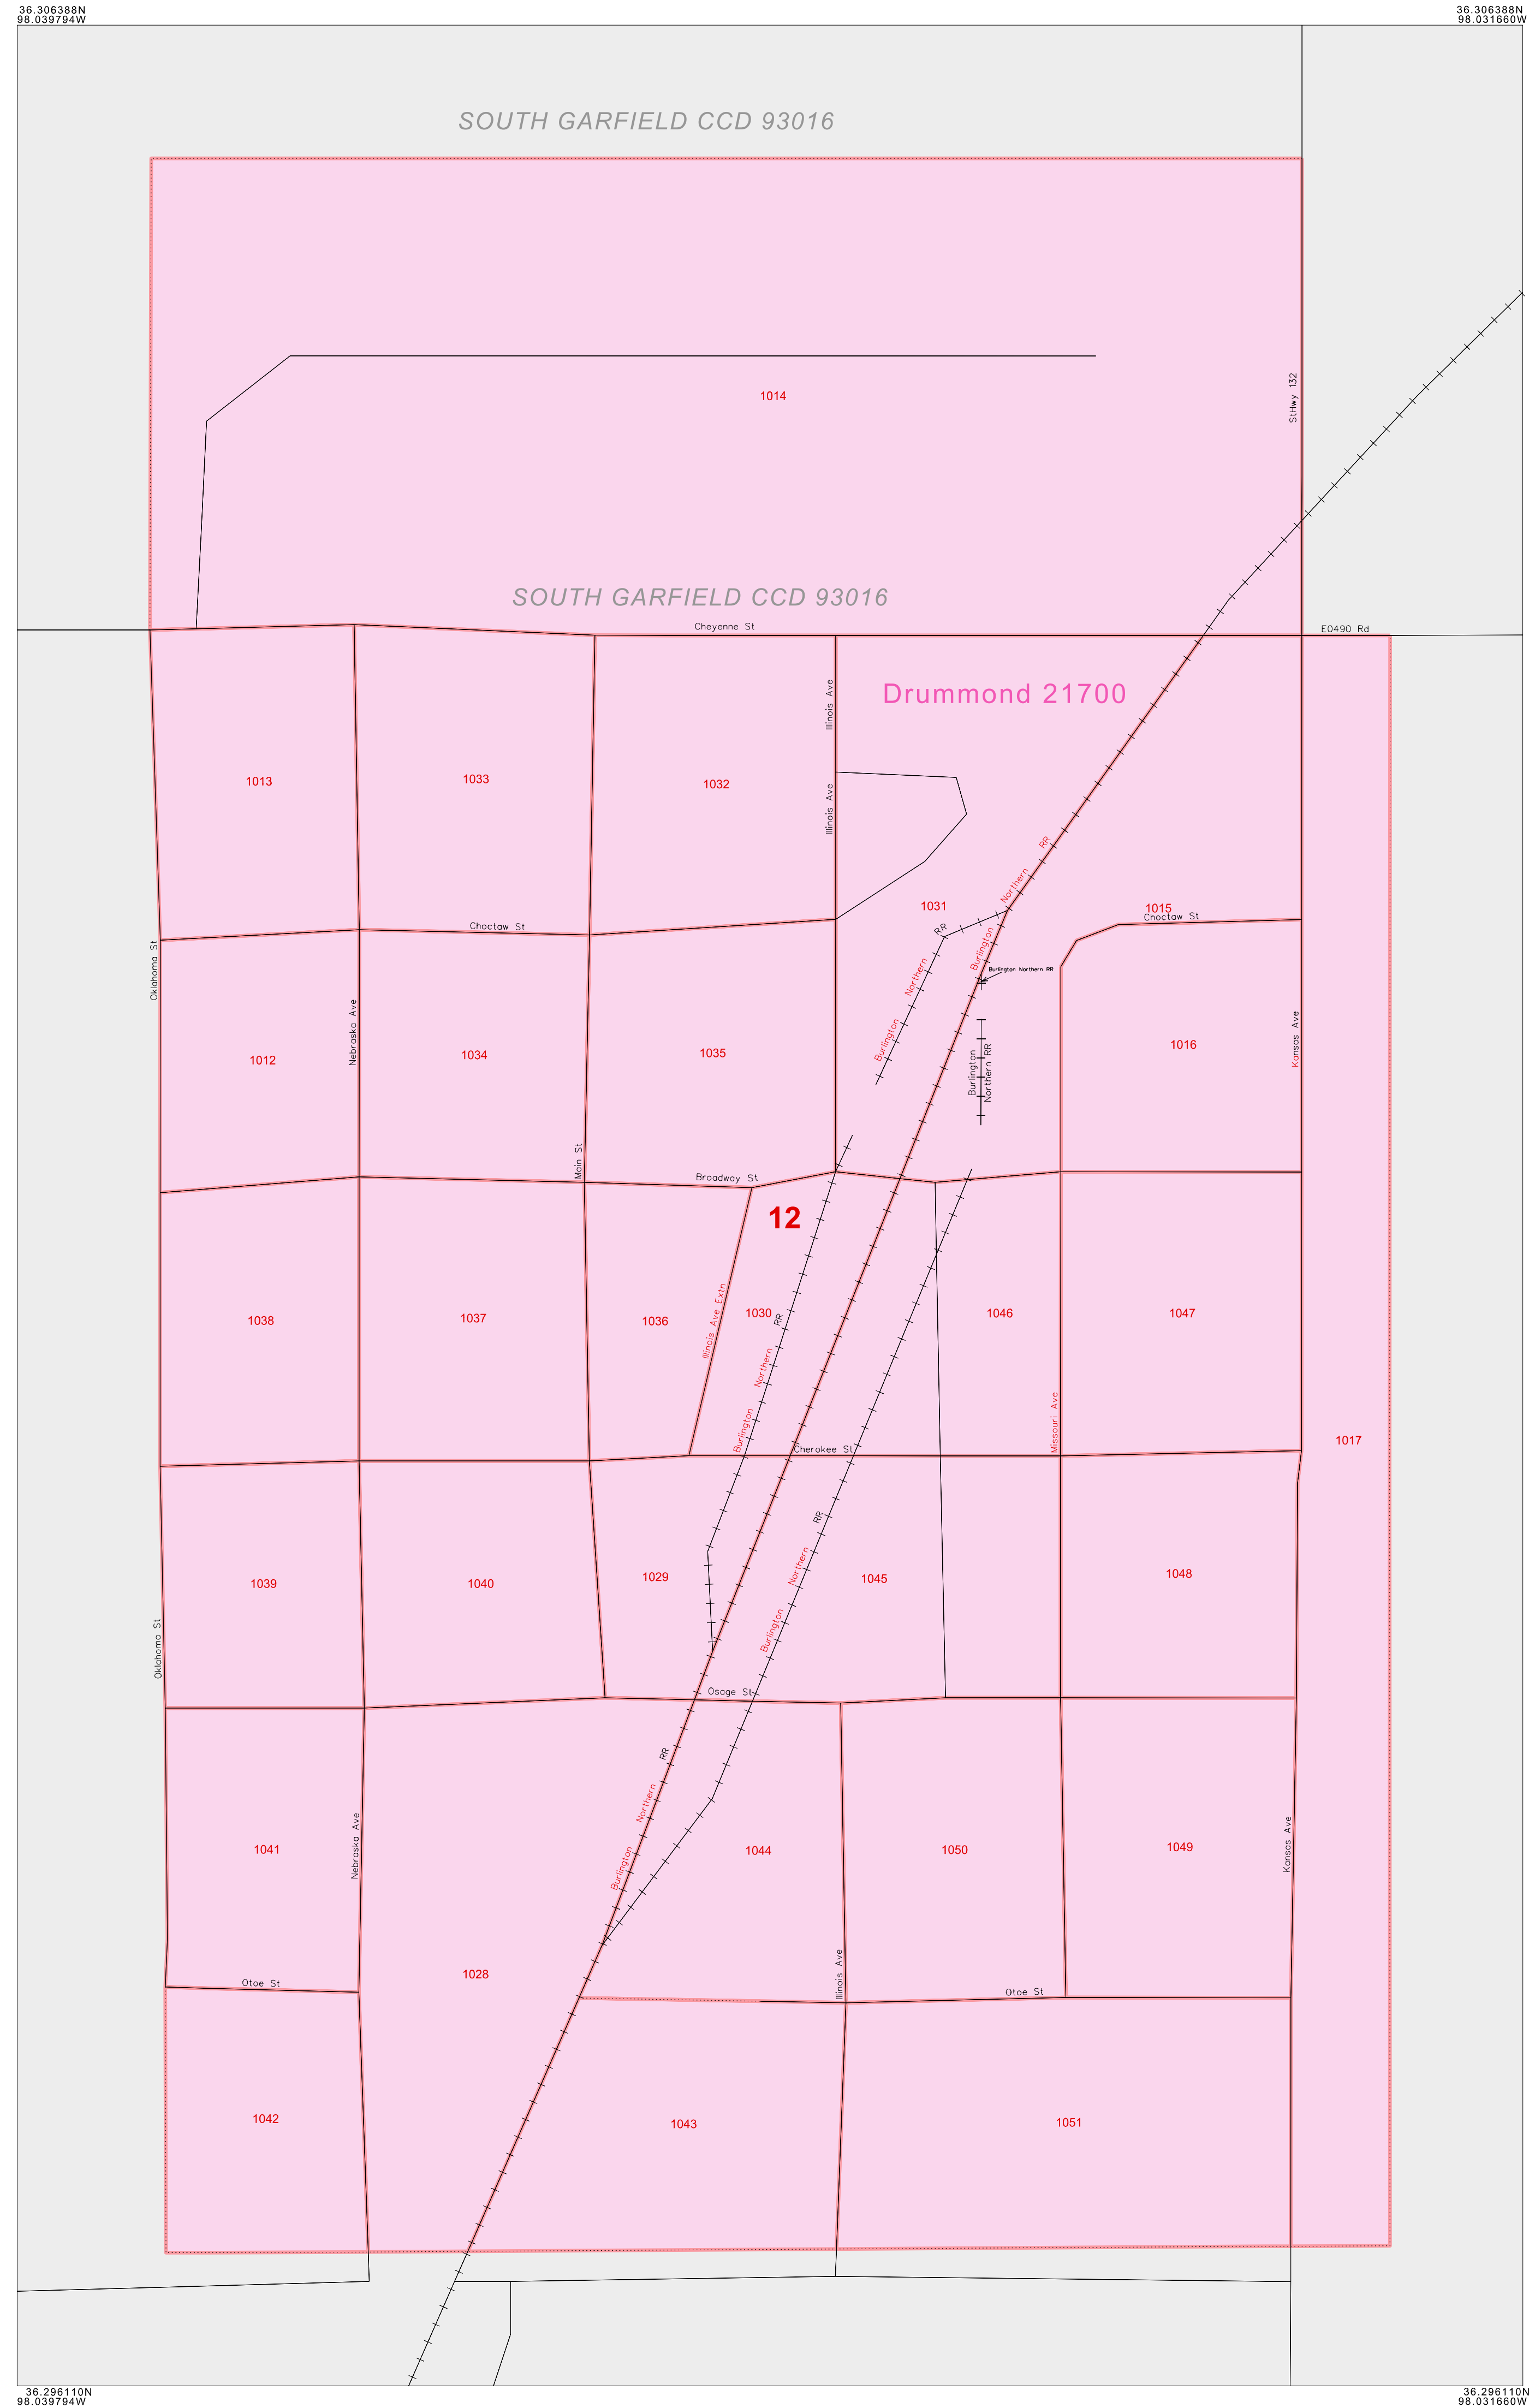 36.306388N
98.039794W
36.306388N
98.031660W
SOUTH GARFIELD CCD 93016
StHwy 132
1014
SOUTH GARFIELD CCD 93016
Cheyenne St
E0490 Rd
Drummond 21700
Illinois Ave
1013
1033
1032
Illinois Ave
Burlington Northern RR
1031
1015
Choctaw St
Choctaw St
Oklahoma St
Burlington Northern RR
Burlington Northern RR
Nebraska Ave
1012
1034
1035
Burlington
Northern RR
1016
Kansas Ave
Main St
Broadway St
12
1038
1037
1036
Illinois Ave Extn
1030
Burlington Northern RR
1046
1047
Missouri Ave
Cherokee St
1017
1039
1040
1029
Burlington Northern RR
1045
1048
Oklahoma St
Osage St
Burlington Northern RR
1041
Nebraska Ave
1044
1050
1049
Kansas Ave
Otoe St
1028
Illinois Ave
Otoe St
1042
1043
1051
36.296110N
98.039794W
36.296110N
98.031660W